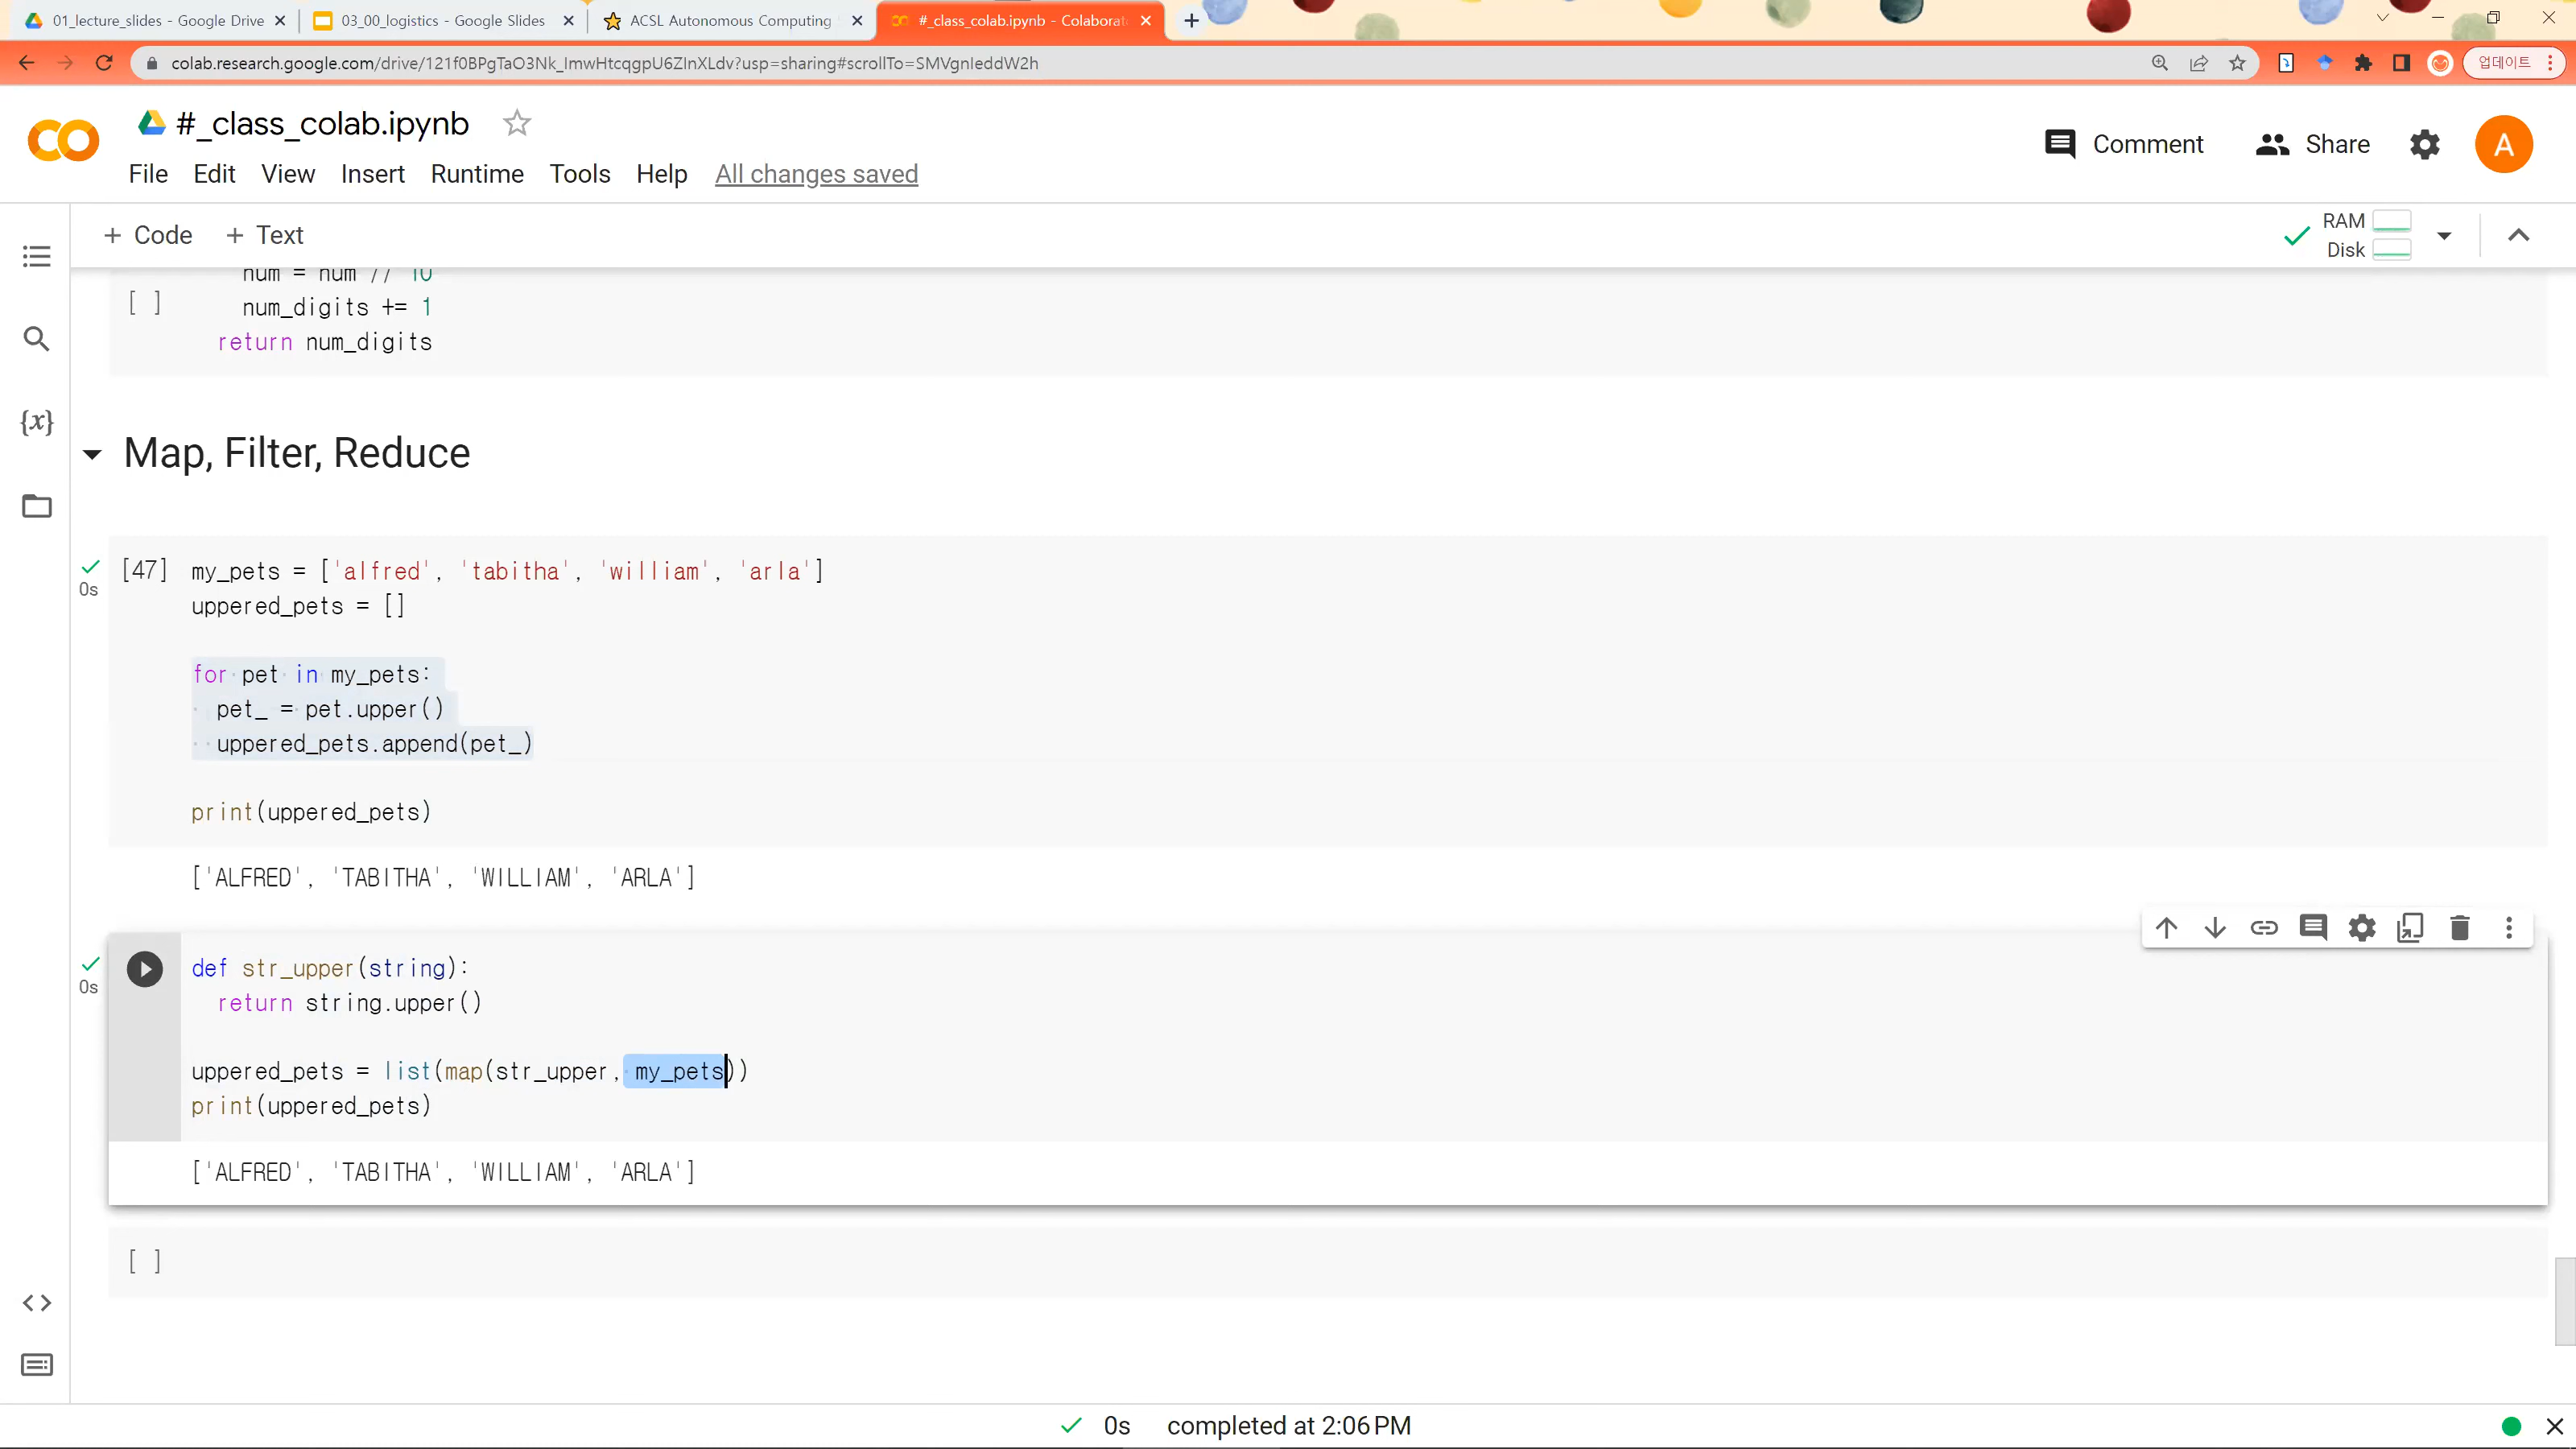 01_lecture_slides - Google Drive
03_00_logistics - Google Slides
ACSL Autonomous Computing
#_class_colab.ipynb - Colaborat
colab.research.google.com/drive/121f0BPgTaO3Nk_ImwHtcqgpU6ZInXLdv?usp=sharing#scrollTo=SMVgnIeddW2h
업데이트
#_class_colab.ipynb
Comment
Share
A
File Edit View Insert Runtime Tools Help All changes saved
+ Code + Text
RAM
Disk
num = num // 10
[ ]
num_digits += 1
return num_digits
{x}
Map, Filter, Reduce
[47] my_pets = ['alfred', 'tabitha', 'william', 'arla']
0s
uppered_pets = []
for pet in my_pets:
pet_ = pet.upper()
uppered_pets.append(pet_)
print(uppered_pets)
['ALFRED', 'TABITHA', 'WILLIAM', 'ARLA']
def str_upper(string):
0s
return string.upper()
uppered_pets = list(map(str_upper, my_pets))
print(uppered_pets)
['ALFRED', 'TABITHA', 'WILLIAM', 'ARLA']
[ ]
0s completed at 2:06 PM